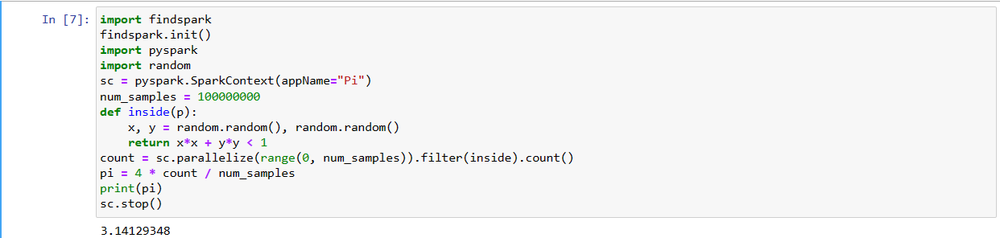 In [7]: import findspark
findspark.init()
import pyspark
import random
sc = pyspark.SparkContext(appName="Pi")
num_samples = 100000000
def inside(p):
    x, y = random.random(), random.random()
    return x*x + y*y < 1
count = sc.parallelize(range(0, num_samples)).filter(inside).count()
pi = 4 * count / num_samples
print(pi)
sc.stop()
3.14129348